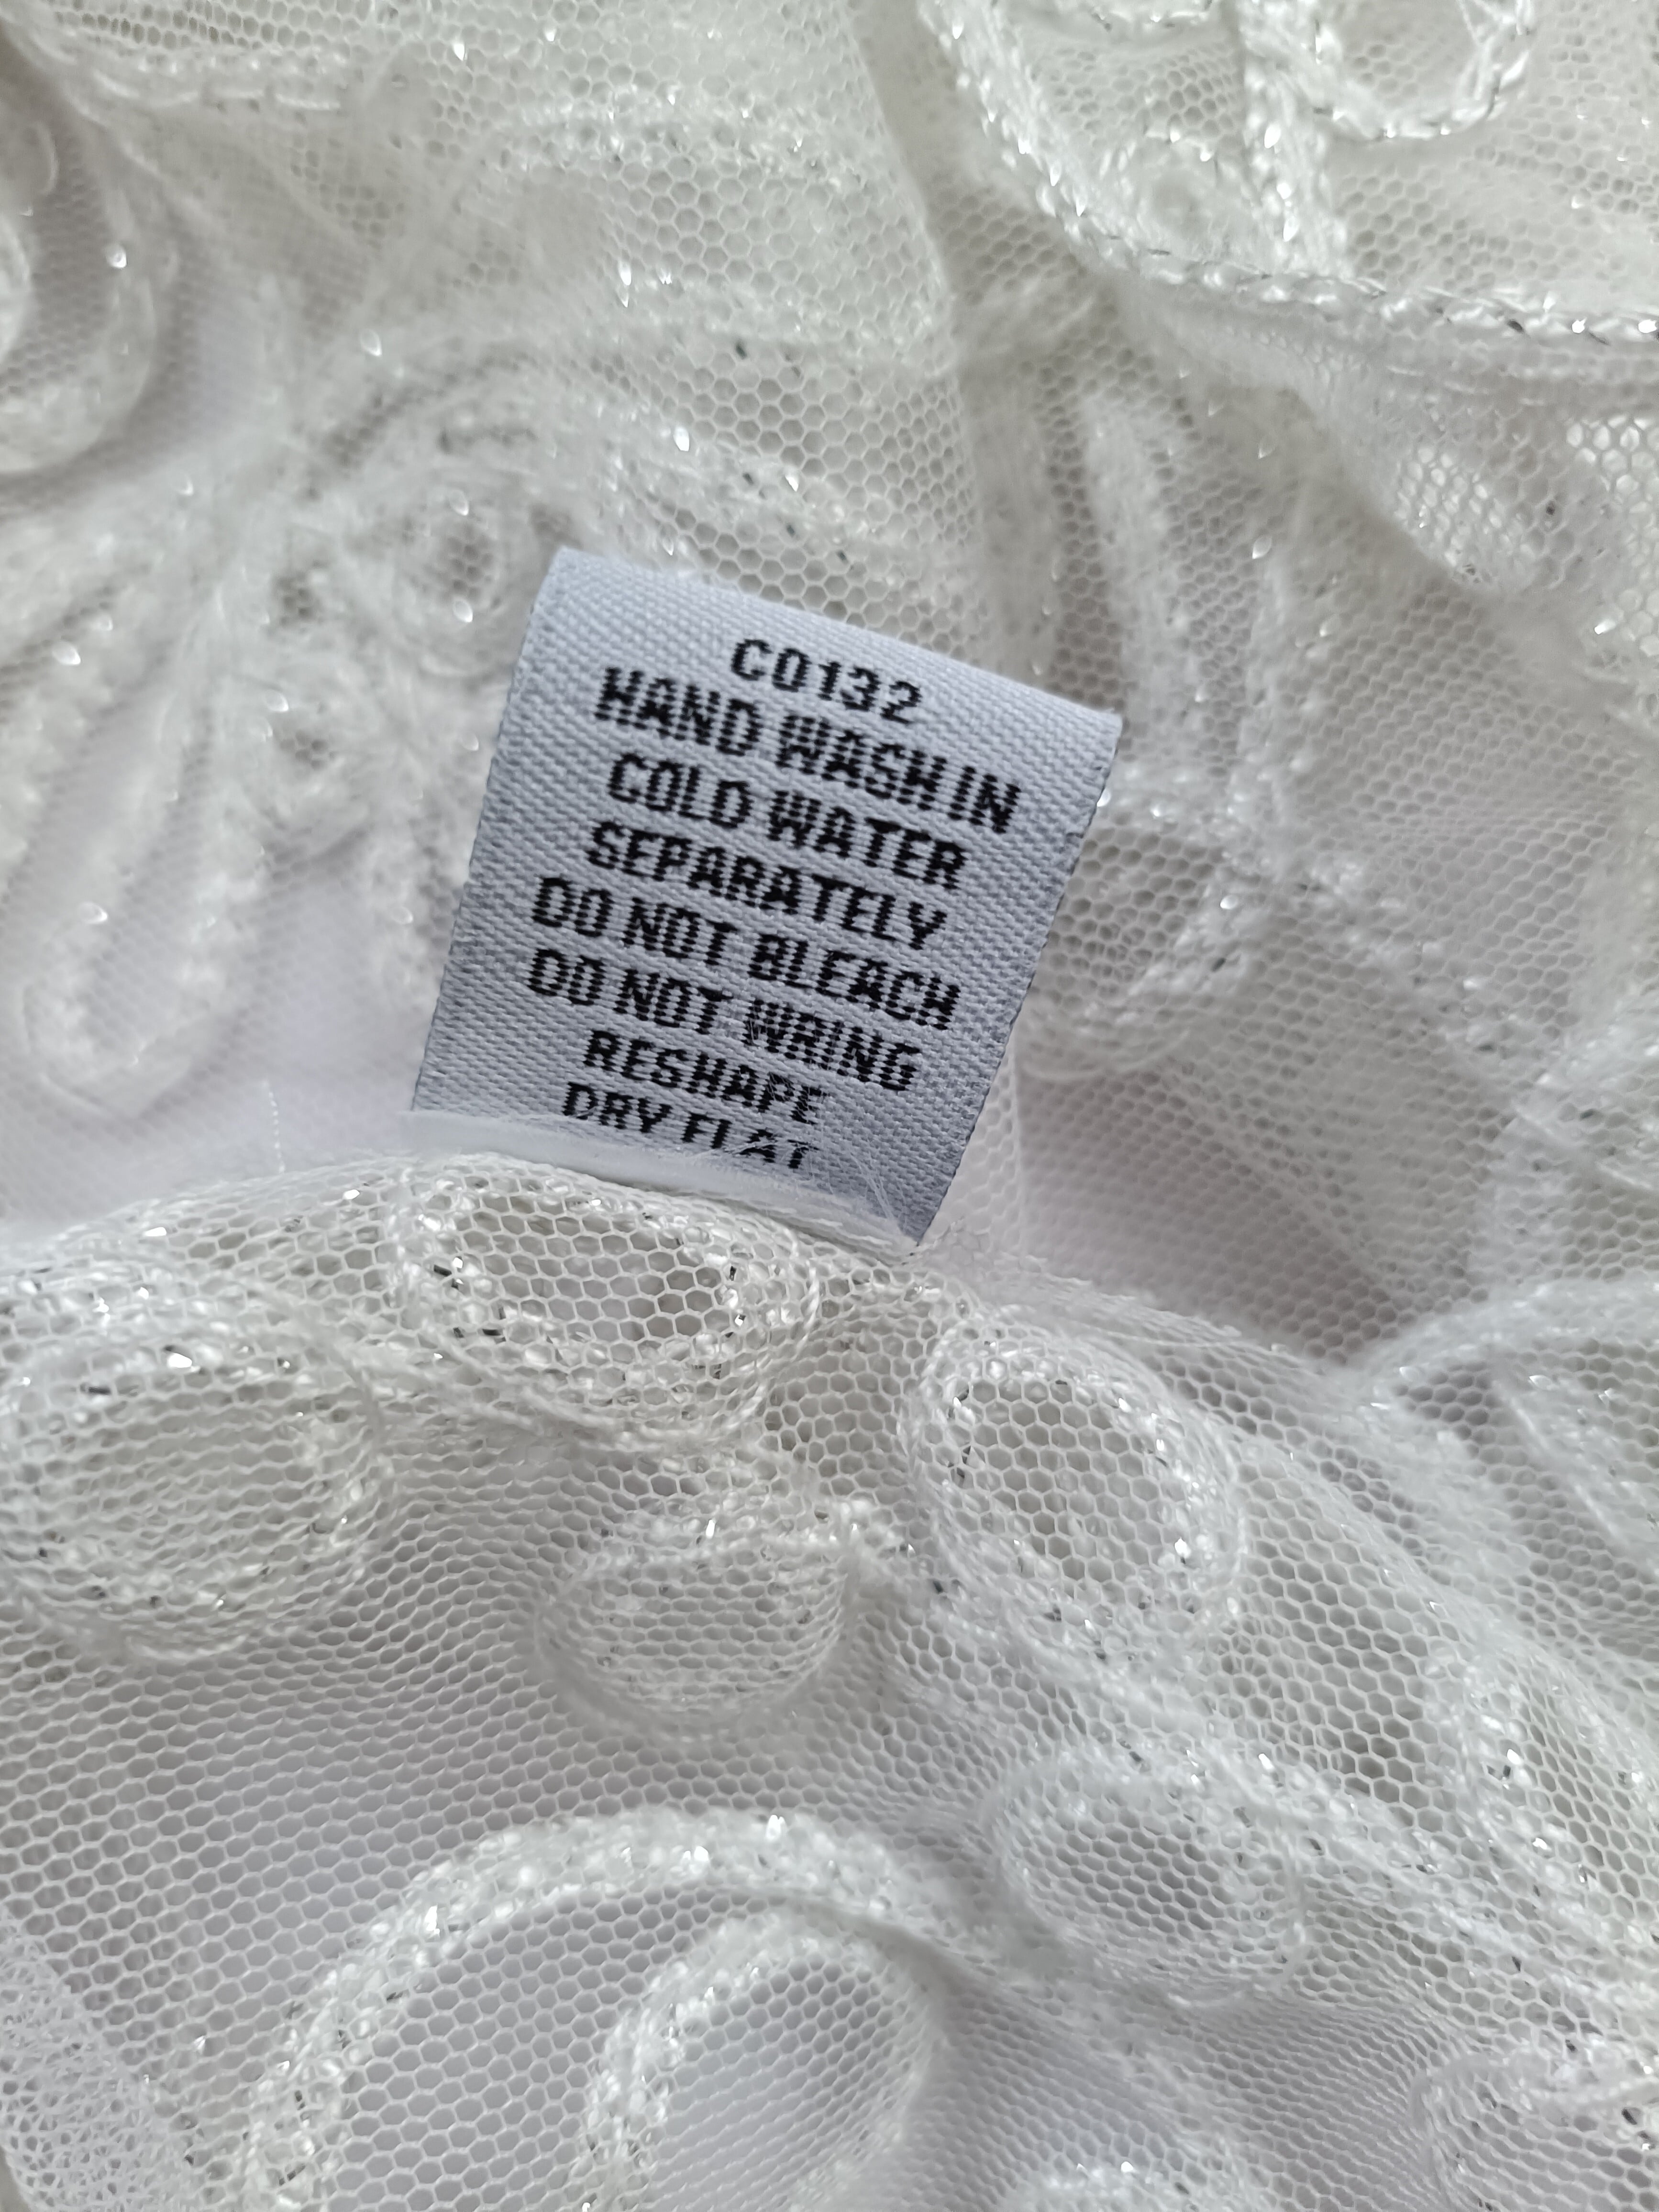 C0132
HAND WASH IN
COLD WATER
SEPARATELY
DO NOT BLEACH
DO NOT WRING
RESHAPE
DRY FLAT